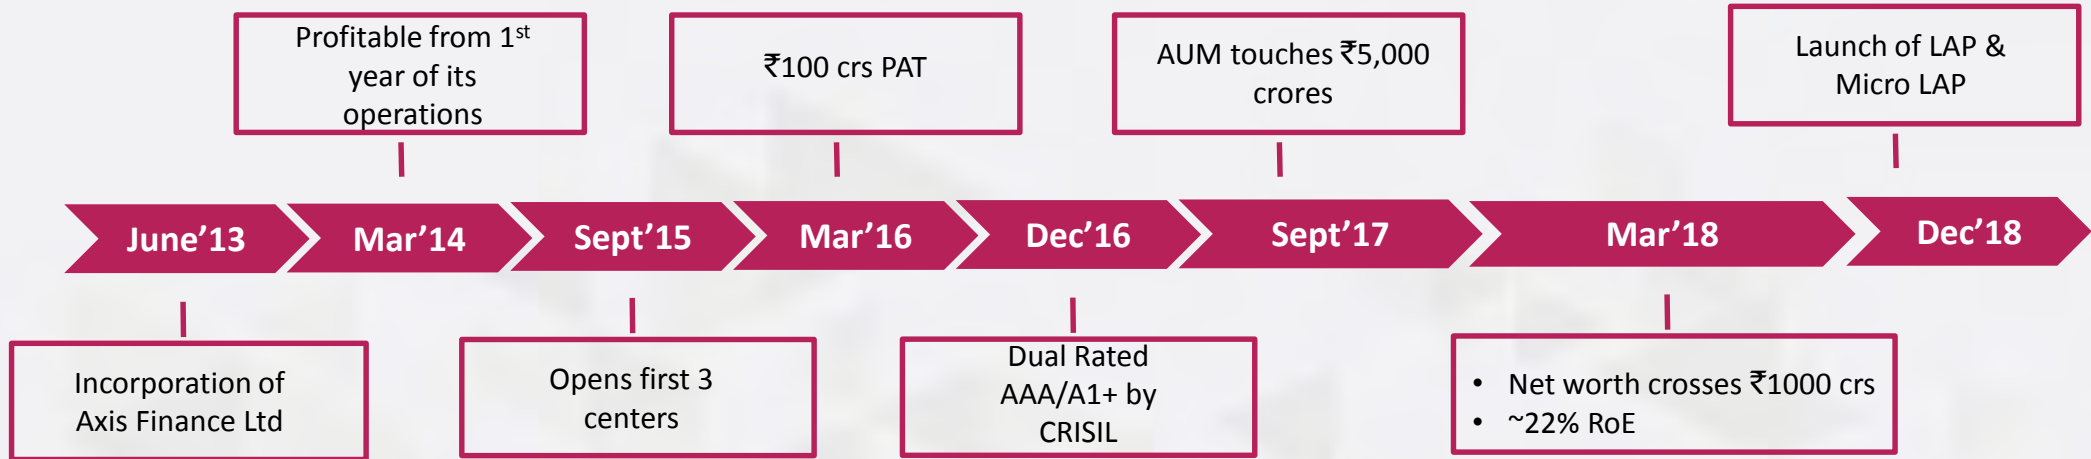 Profitable from 1st
year of its
operations
₹100 crs PAT
AUM touches ₹5,000
crores
Launch of LAP &
Micro LAP
June’13
Mar’14
Sept’15
Mar’16
Dec’16
Sept’17
Mar’18
Dec’18
Incorporation of
Axis Finance Ltd
Opens first 3
centers
Dual Rated
AAA/A1+ by
CRISIL
• Net worth crosses ₹1000 crs
• ~22% RoE